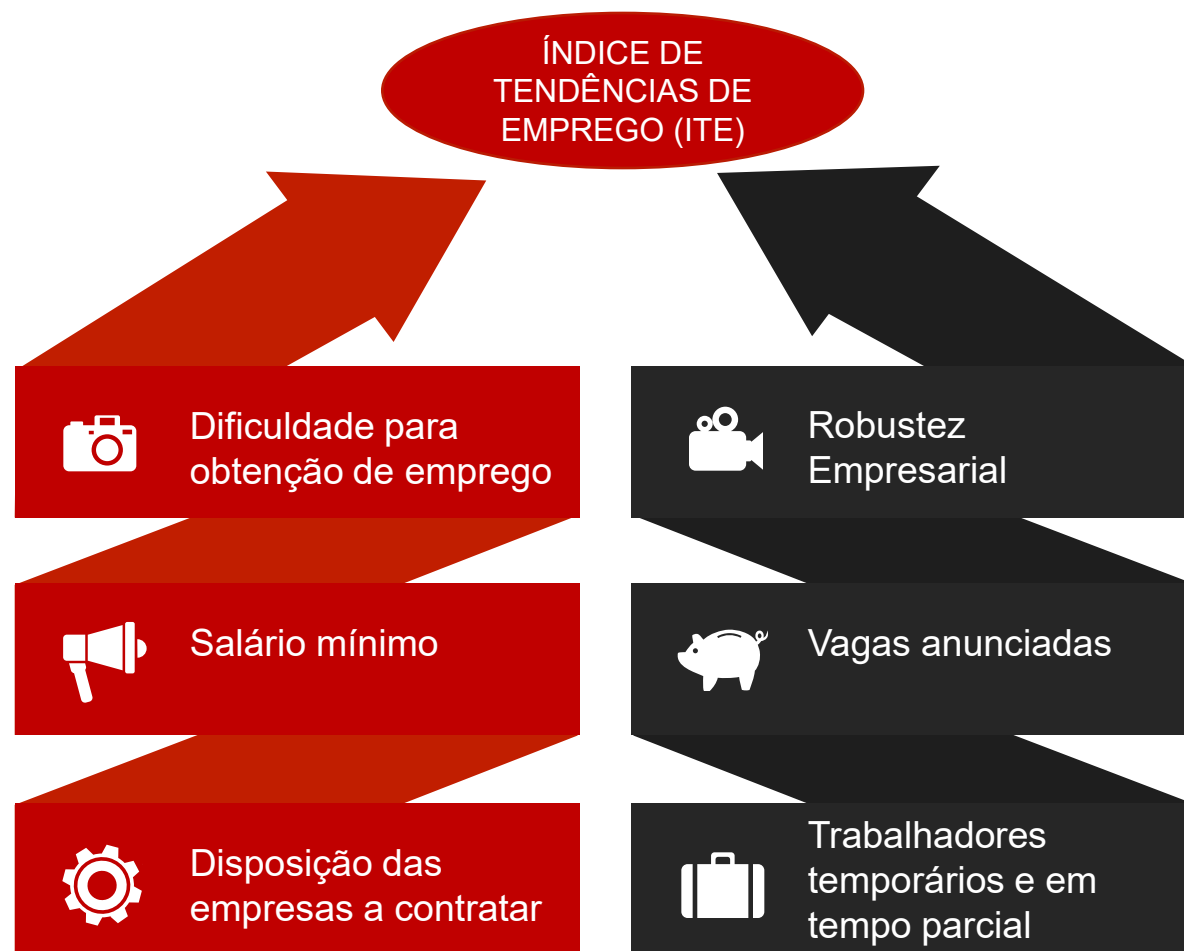 ÍNDICE DE
TENDÊNCIAS DE
EMPREGO (ITE)
Dificuldade para
obtenção de emprego
Salário mínimo
Disposição das
empresas a contratar
Robustez
Empresarial
Vagas anunciadas
Trabalhadores
temporários e em
tempo parcial